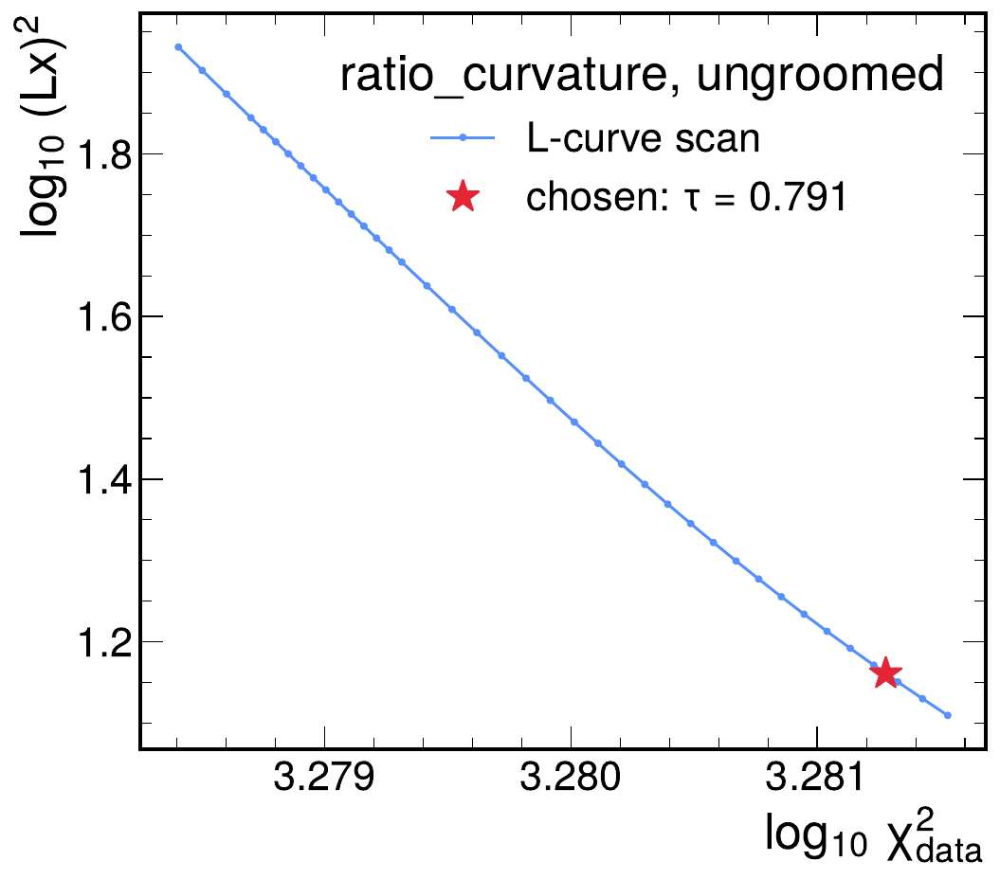 log₁₀ (Lx)²
ratio_curvature, ungroomed
L-curve scan
chosen: τ = 0.791
1.8
1.6
1.4
1.2
3.279
3.280
3.281
log₁₀ χ²data